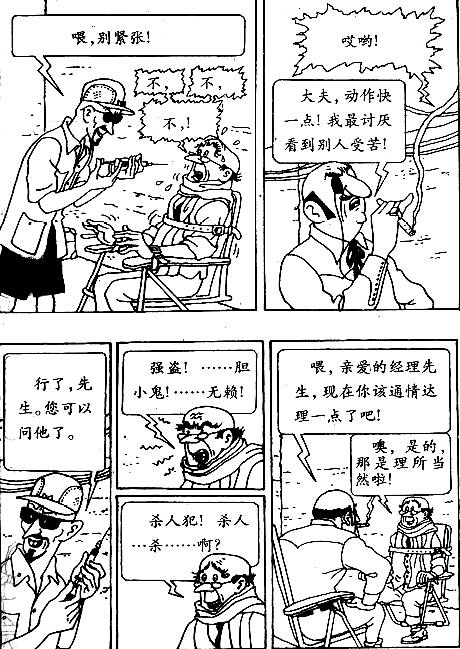 喂,别紧张!
不,
不,
不,!
哎哟!
大夫,动作快
一点!我最讨厌
看到别人受苦!
行了,先
生。您可以
问他了。
强盗! ……胆
小鬼!……无赖!
杀人犯! 杀人
…杀……啊?
喂,亲爱的经理先
生,现在你该通情达
理一点了吧!
噢,是的,
那是理所当
然啦!